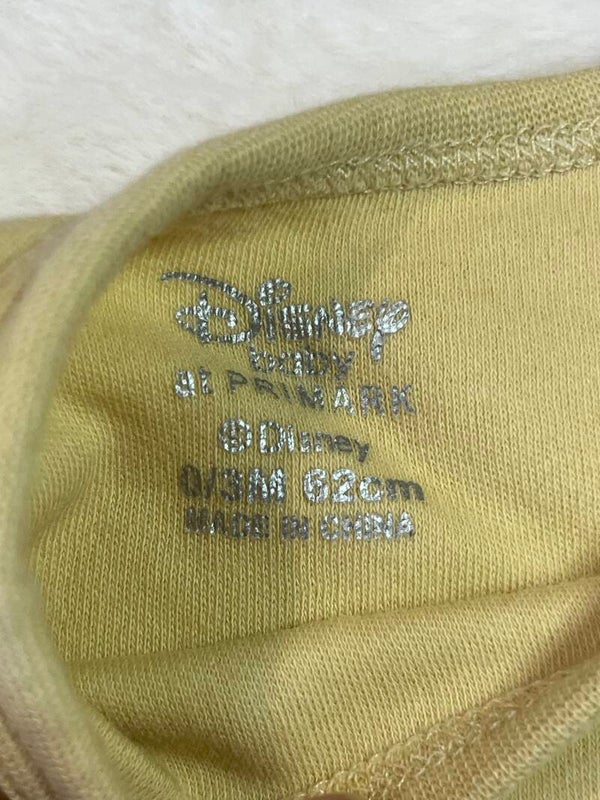 Disney
baby
at PRIMARK
©Disney
0/3M 62cm
MADE IN CHINA